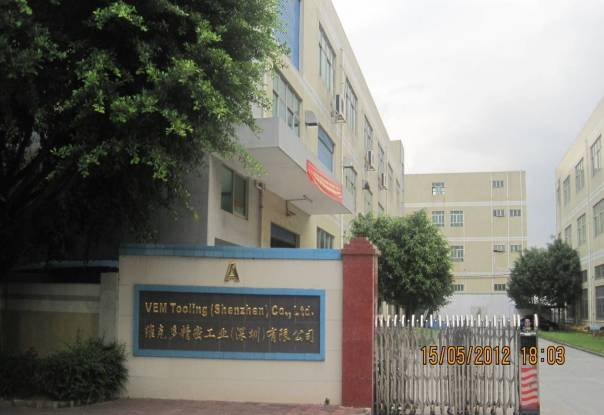 VEM Tooling (Shenzhen) Co., Ltd.
维克多精密工业(深圳)有限公司
15/05/2012 18:03